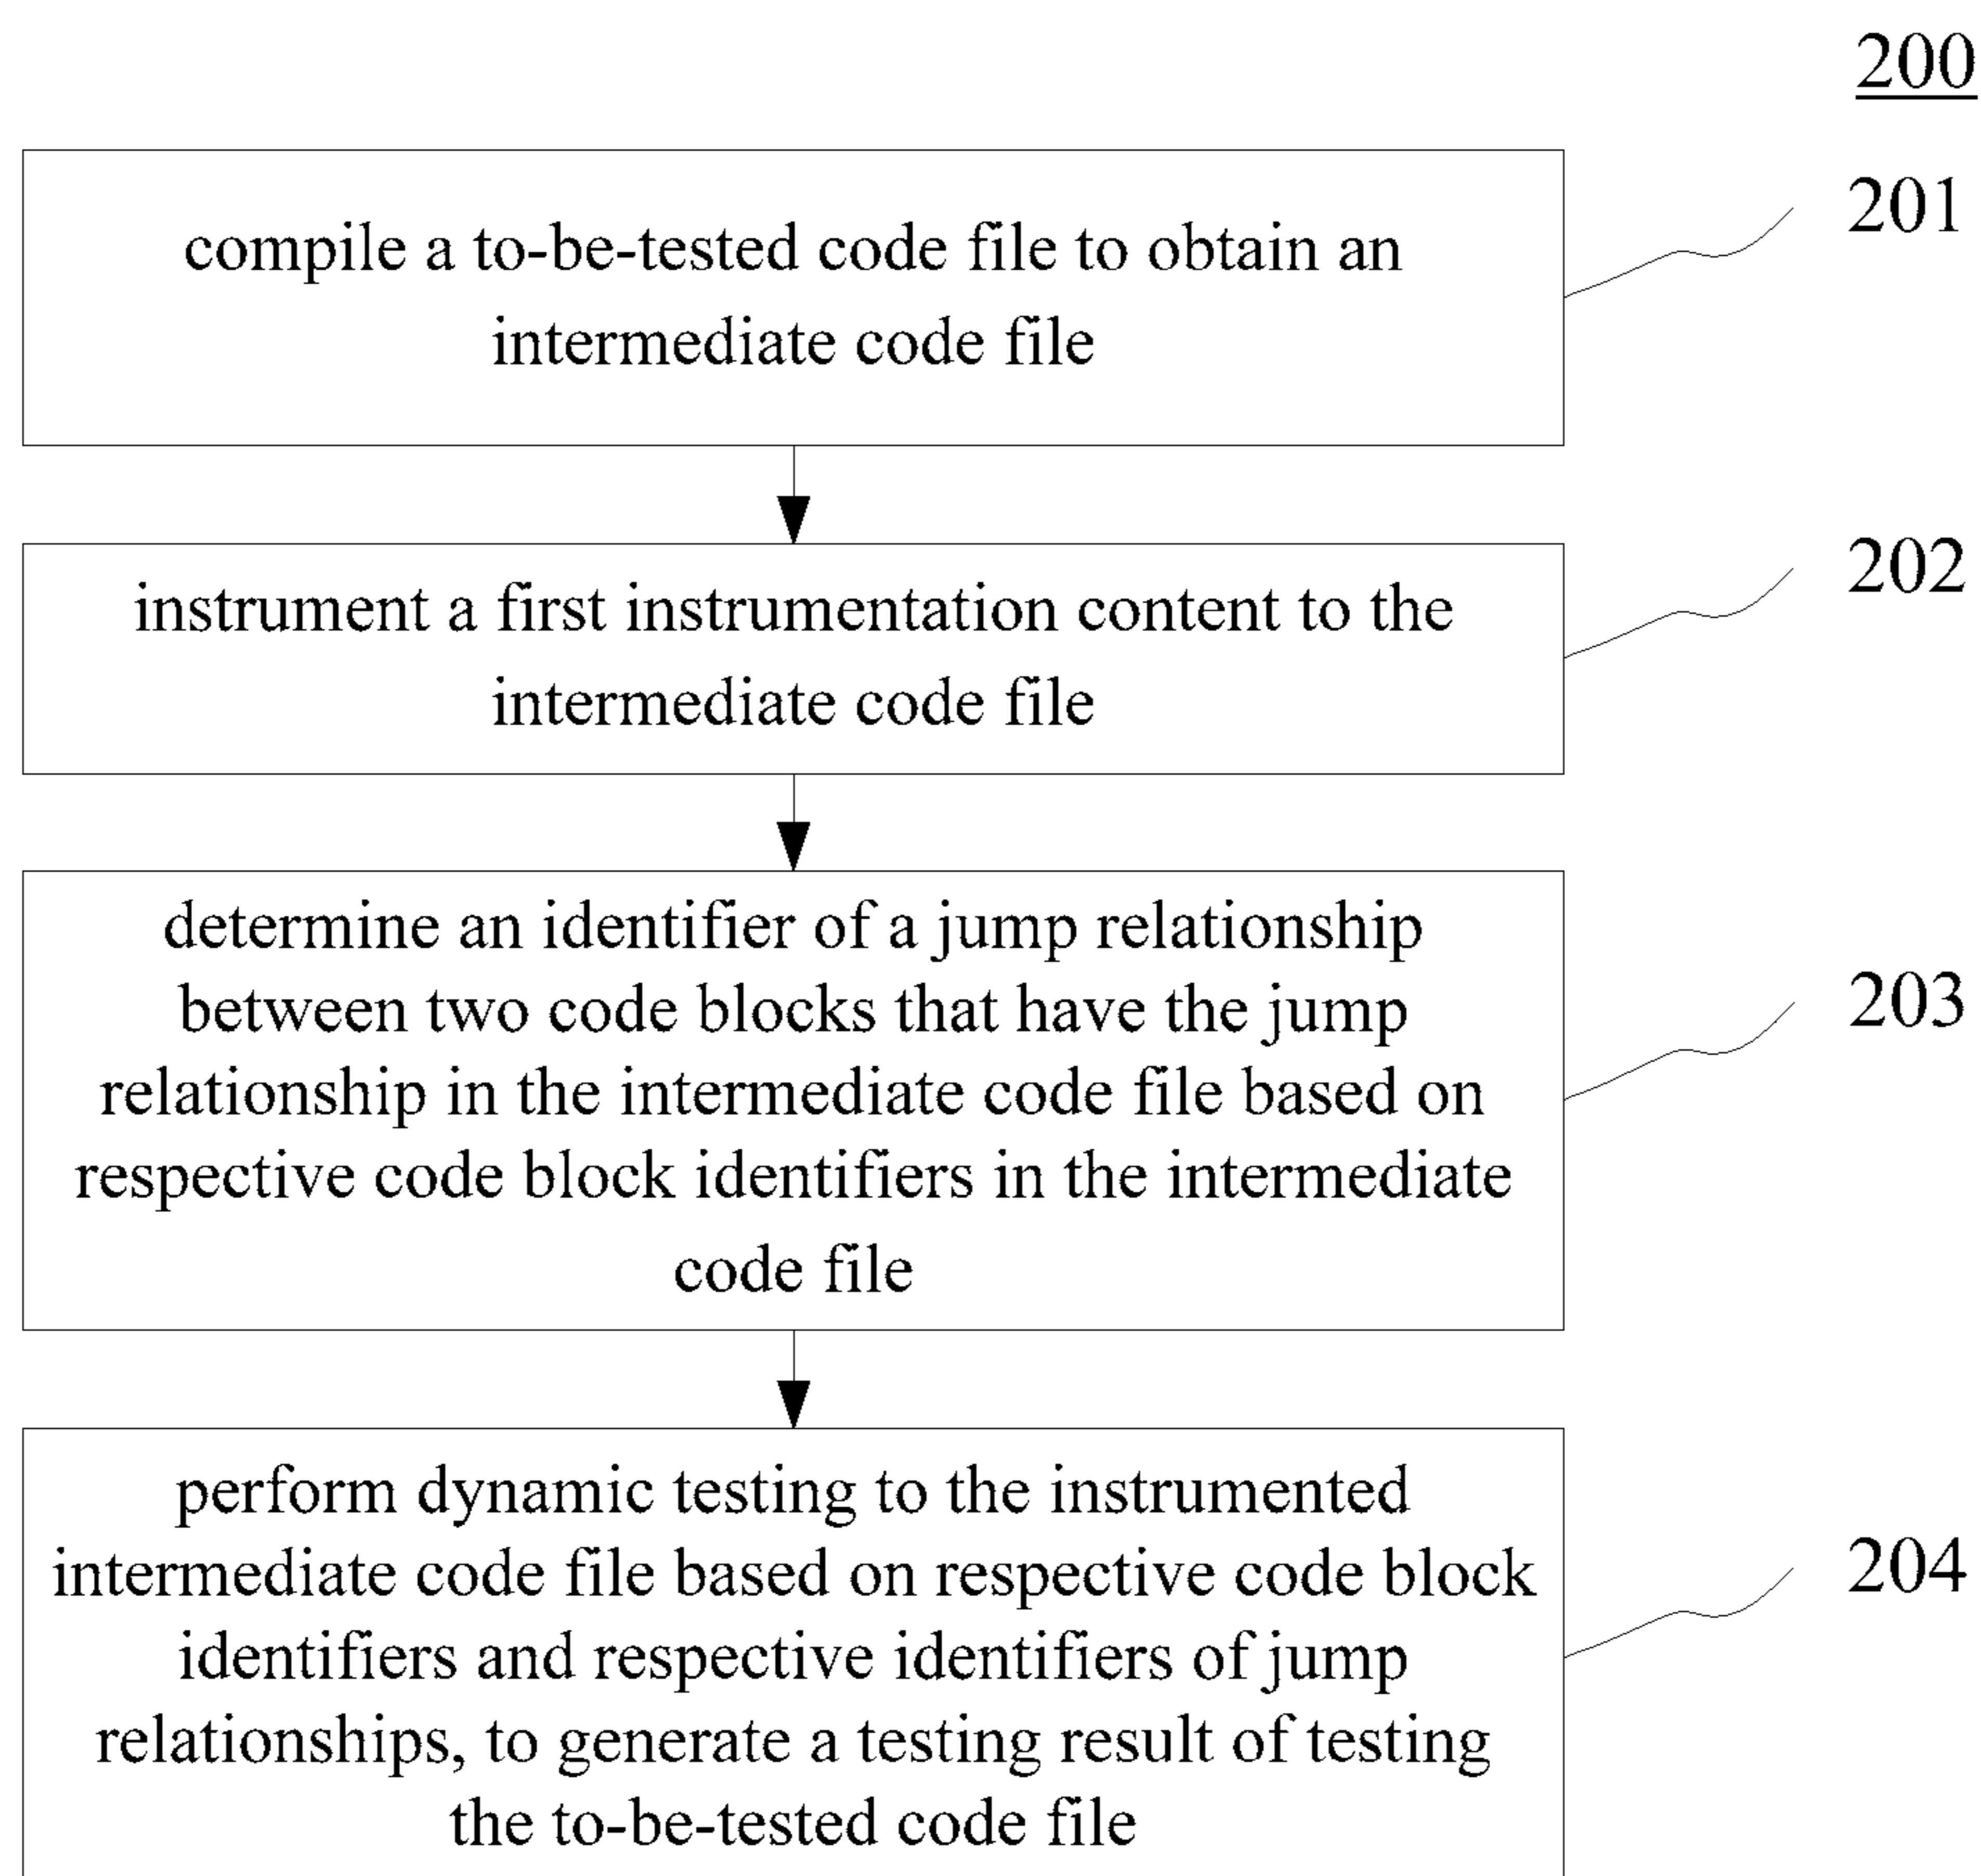 200
compile a to-be-tested code file to obtain an
intermediate code file
201
instrument a first instrumentation content to the
intermediate code file
202
determine an identifier of a jump relationship
between two code blocks that have the jump
relationship in the intermediate code file based on
respective code block identifiers in the intermediate
code file
203
perform dynamic testing to the instrumented
intermediate code file based on respective code block
identifiers and respective identifiers of jump
relationships, to generate a testing result of testing
the to-be-tested code file
204